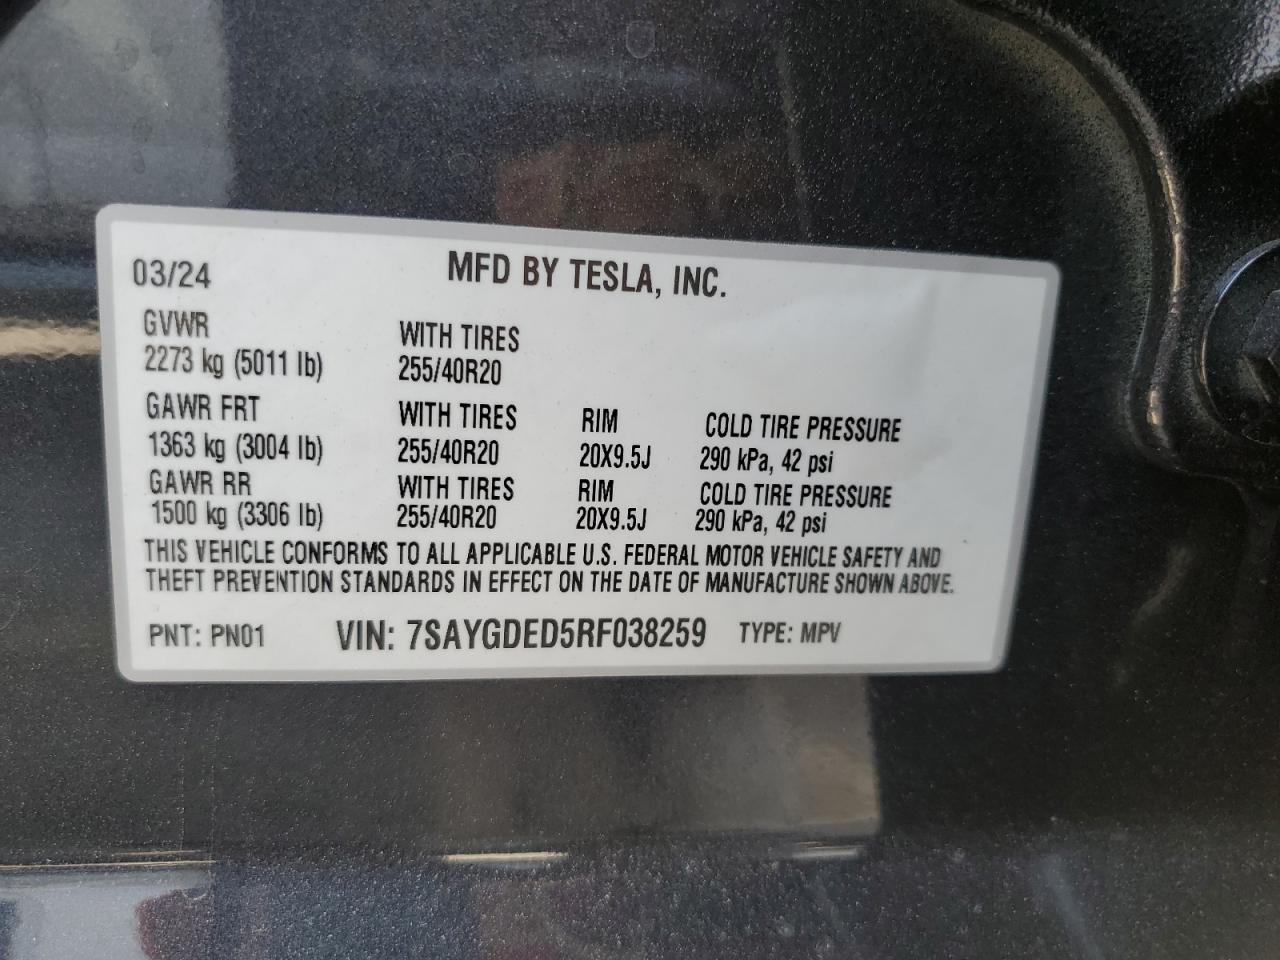 03/24 MFD BY TESLA, INC.
GVWR WITH TIRES
2273 kg (5011 lb) 255/40R20
GAWR FRT WITH TIRES RIM COLD TIRE PRESSURE
1363 kg (3004 lb) 255/40R20 20X9.5J 290 kPa, 42 psi
GAWR RR WITH TIRES RIM COLD TIRE PRESSURE
1500 kg (3306 lb) 255/40R20 20X9.5J 290 kPa, 42 psi
THIS VEHICLE CONFORMS TO ALL APPLICABLE U.S. FEDERAL MOTOR VEHICLE SAFETY AND
THEFT PREVENTION STANDARDS IN EFFECT ON THE DATE OF MANUFACTURE SHOWN ABOVE.
PNT: PN01 VIN: 7SAYGDED5RF038259 TYPE: MPV